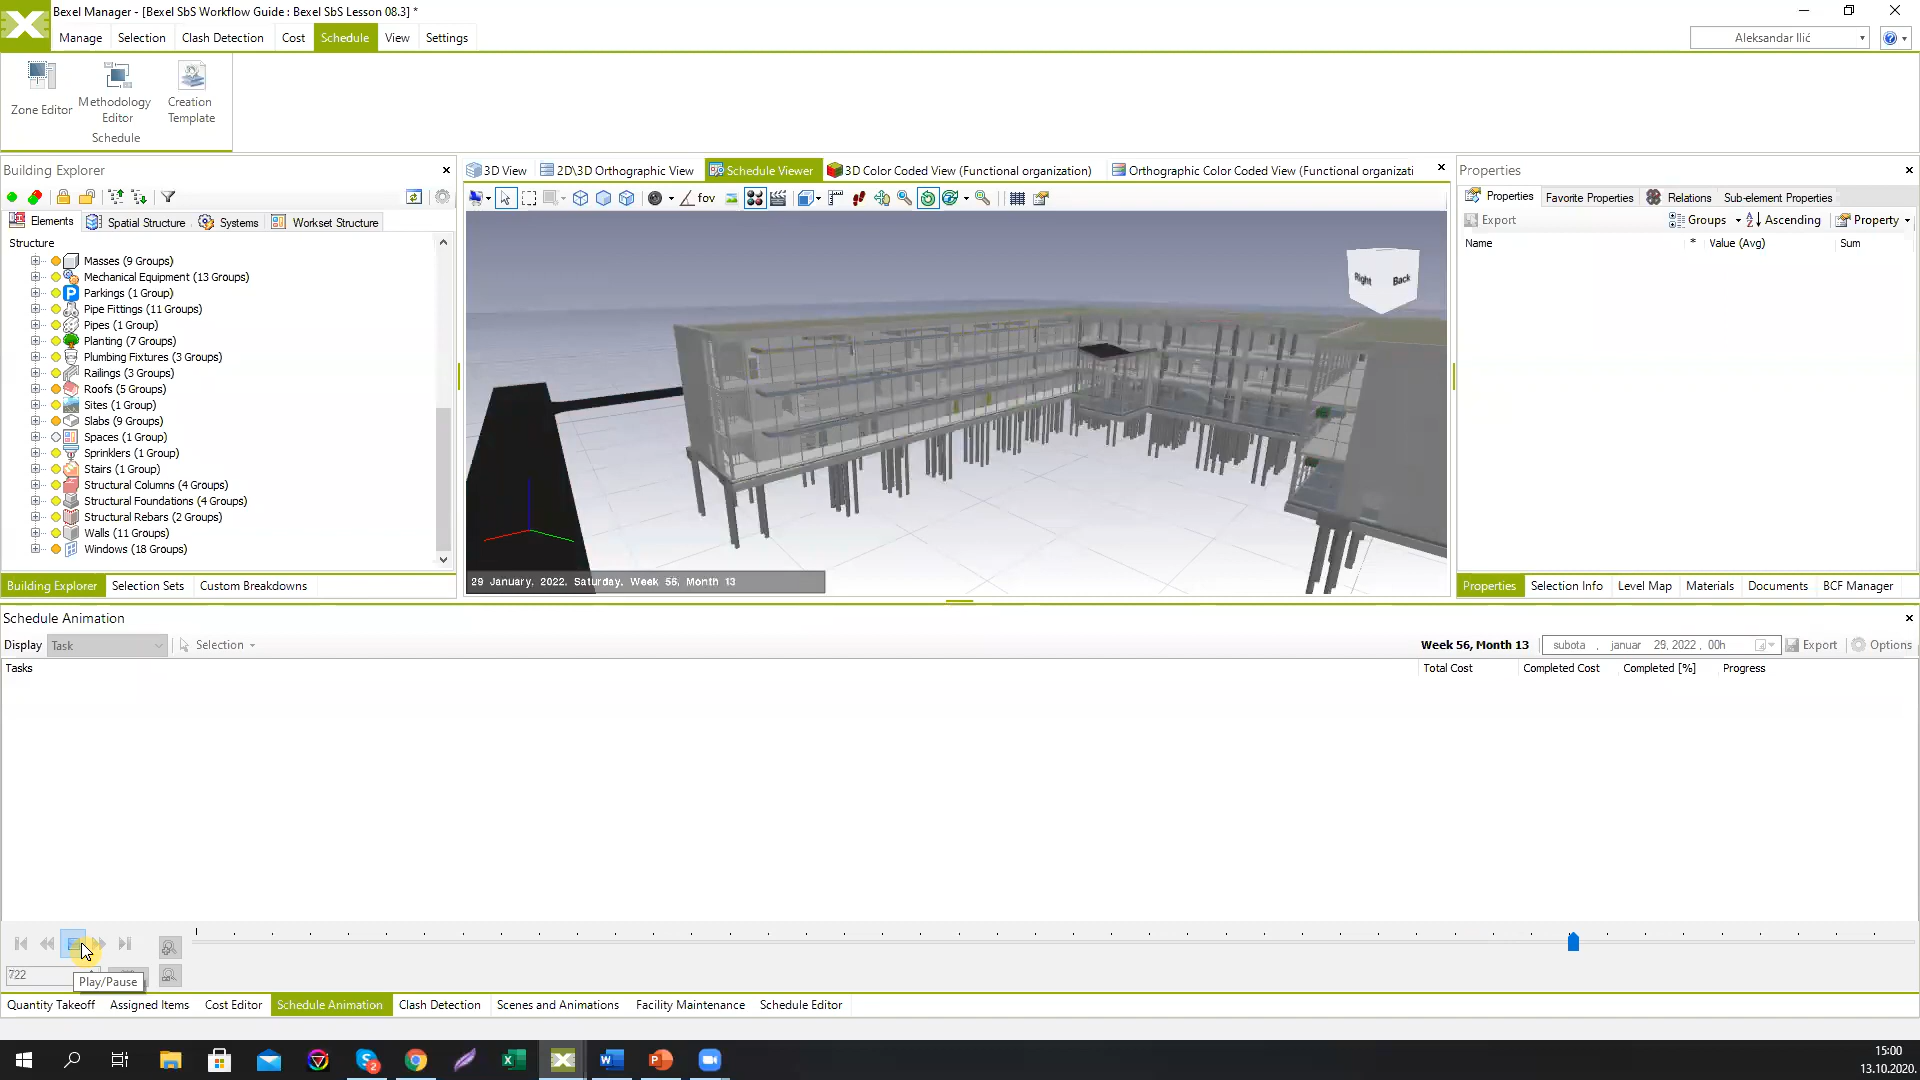 Bexel Manager - [Bexel SbS Workflow Guide : Bexel SbS Lesson 08.3] *
Manage Selection Clash Detection Cost Schedule View Settings
Aleksandar Ilić
Zone Editor
Methodology Editor
Creation Template
Schedule
Building Explorer
3D View 2D\3D Orthographic View Schedule Viewer 3D Color Coded View (Functional organization) Orthographic Color Coded View (Functional organizati
Properties
fov
Properties Favorite Properties Relations Sub-element Properties
Elements Spatial Structure Systems Workset Structure
Export Groups Ascending Property
Structure
Name * Value (Avg) Sum
Masses (9 Groups)
Mechanical Equipment (13 Groups)
Parkings (1 Group)
Pipe Fittings (11 Groups)
Pipes (1 Group)
Planting (7 Groups)
Plumbing Fixtures (3 Groups)
Railings (3 Groups)
Roofs (5 Groups)
Sites (1 Group)
Slabs (9 Groups)
Spaces (1 Group)
Sprinklers (1 Group)
Stairs (1 Group)
Structural Columns (4 Groups)
Structural Foundations (4 Groups)
Structural Rebars (2 Groups)
Walls (11 Groups)
Windows (18 Groups)
Right Back
29 January, 2022, Saturday, Week 56, Month 13
Building Explorer Selection Sets Custom Breakdowns
Properties Selection Info Level Map Materials Documents BCF Manager
Schedule Animation
Display Task Selection
Week 56, Month 13 subota , januar 29, 2022 , 00h Export Options
Tasks Total Cost Completed Cost Completed [%] Progress
722
Play/Pause
Quantity Takeoff Assigned Items Cost Editor Schedule Animation Clash Detection Scenes and Animations Facility Maintenance Schedule Editor
15:00
13.10.2020.